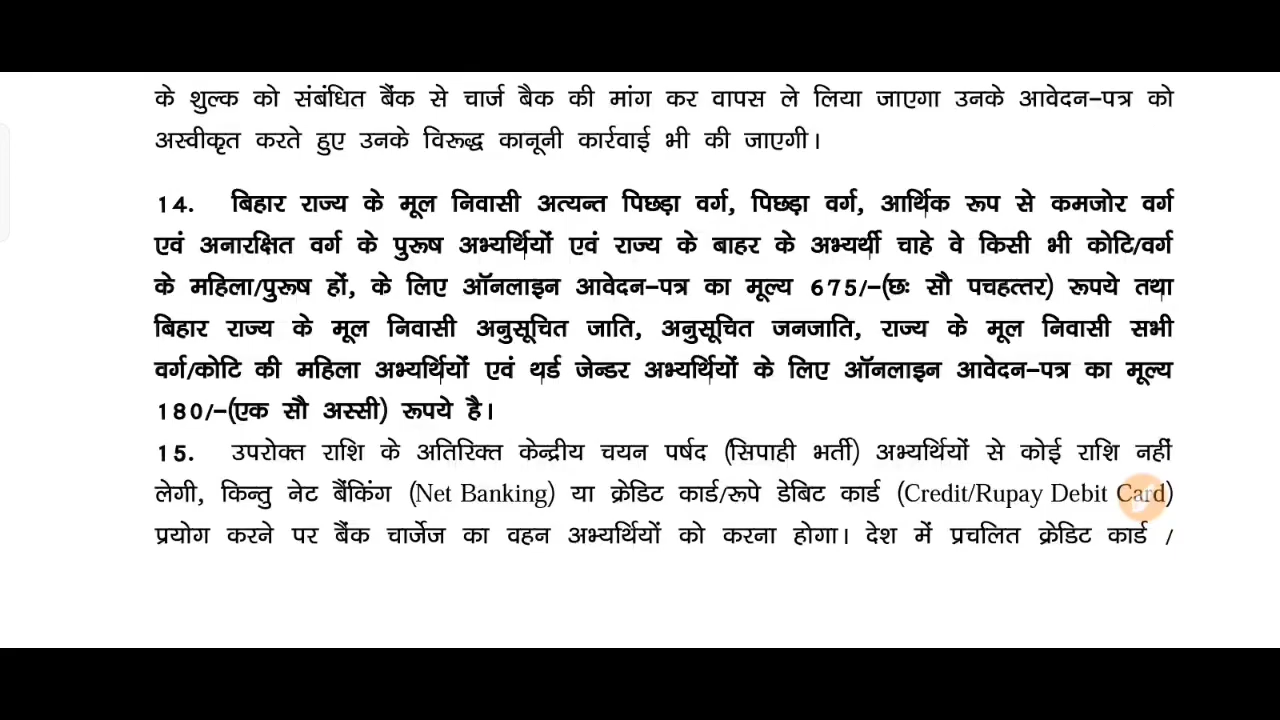 के शुल्क को संबंधित बैंक से चार्ज बैक की मांग कर वापस ले लिया जाएगा उनके आवेदन–पत्र को
अस्वीकृत करते हुए उनके विरूद्ध कानूनी कार्रवाई भी की जाएगी।
14. बिहार राज्य के मूल निवासी अत्यन्त पिछड़ा वर्ग, पिछड़ा वर्ग, आर्थिक रूप से कमजोर वर्ग
एवं अनारक्षित वर्ग के पुरूष अभ्यर्थियों एवं राज्य के बाहर के अभ्यर्थी चाहे वे किसी भी कोटि/वर्ग
के महिला/पुरूष हों, के लिए ऑनलाइन आवेदन–पत्र का मूल्य 675/–(छः सौ पचहत्तर) रूपये तथा
बिहार राज्य के मूल निवासी अनुसूचित जाति, अनुसूचित जनजाति, राज्य के मूल निवासी सभी
वर्ग/कोटि की महिला अभ्यर्थियों एवं थर्ड जेन्डर अभ्यर्थियों के लिए ऑनलाइन आवेदन–पत्र का मूल्य
180/–(एक सौ अस्सी) रूपये है।
15. उपरोक्त राशि के अतिरिक्त केन्द्रीय चयन पर्षद (सिपाही भर्ती) अभ्यर्थियों से कोई राशि नहीं
लेगी, किन्तु नेट बैंकिंग (Net Banking) या क्रेडिट कार्ड/रूपे डेबिट कार्ड (Credit/Rupay Debit Card)
प्रयोग करने पर बैंक चार्जेज का वहन अभ्यर्थियों को करना होगा। देश में प्रचलित क्रेडिट कार्ड /